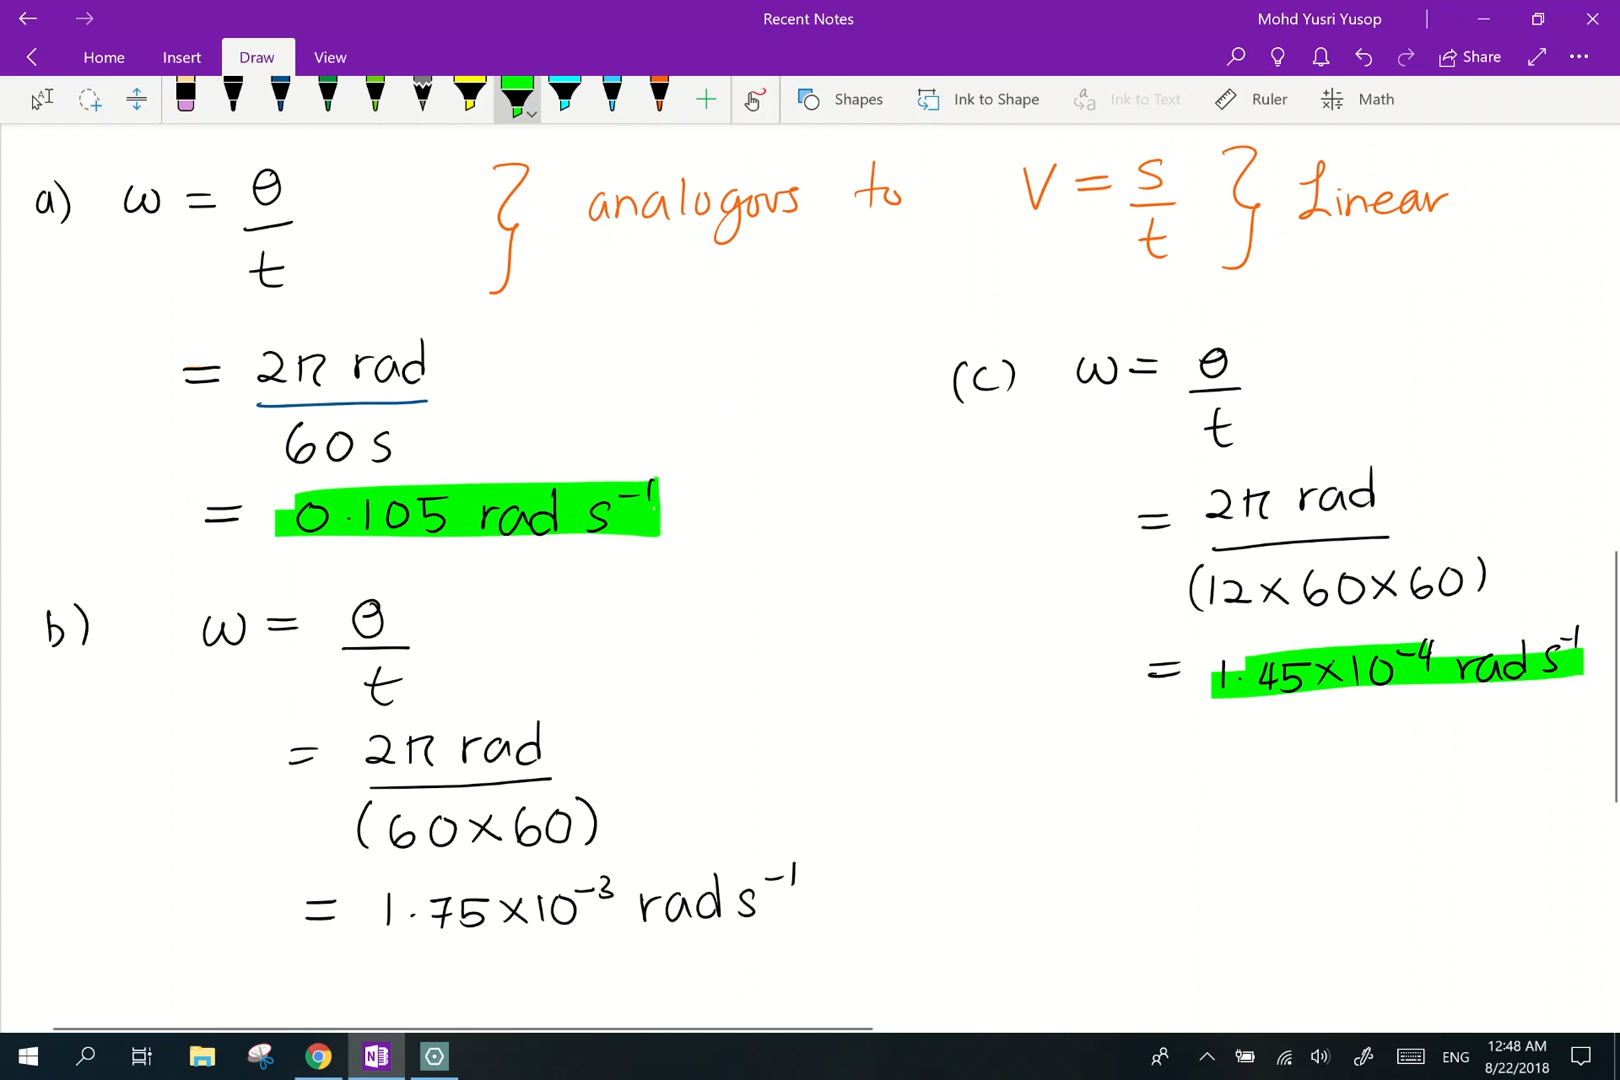 Recent Notes
Mohd Yusri Yusop
Home Insert Draw View
Share
Shapes Ink to Shape Ink to Text Ruler Math
a) ω = θ/t } analogous to V = s/t } Linear
= 2π rad / 60 s
= 0.105 rad s⁻¹
b) ω = θ/t
= 2π rad / (60×60)
= 1.75×10⁻³ rad s⁻¹
(c) ω = θ/t
= 2π rad / (12×60×60)
= 1.45×10⁻⁴ rad s⁻¹
ENG
12:48 AM
8/22/2018